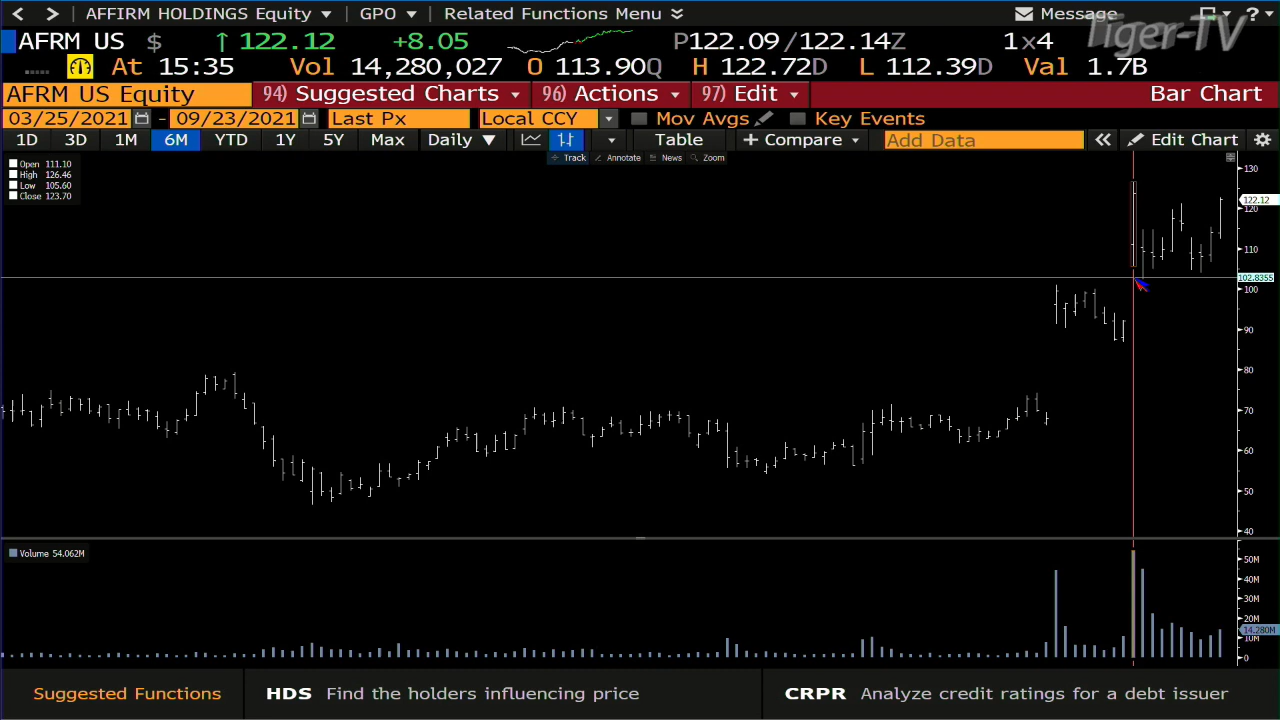 AFFIRM HOLDINGS Equity GPO Related Functions Menu Message ?
Tiger-TV
AFRM US $ ↑ 122.12 +8.05 P122.09/122.14Z 1x4
At 15:35 Vol 14,280,027 O 113.90Q H 122.72D L 112.39D Val 1.7B
AFRM US Equity 94) Suggested Charts 96) Actions 97) Edit Bar Chart
03/25/2021 - 09/23/2021 Last Px Local CCY Mov Avgs Key Events
1D 3D 1M 6M YTD 1Y 5Y Max Daily ▼ Table + Compare Add Data « Edit Chart
Track Annotate News Zoom
Open 111.10
High 126.46
Low 105.60
Close 123.70
130
122.12
120
110
102.8355
100
90
80
70
60
50
40
Volume 54.062M
50M
40M
30M
20M
14.280M
10M
0
Suggested Functions HDS Find the holders influencing price CRPR Analyze credit ratings for a debt issuer